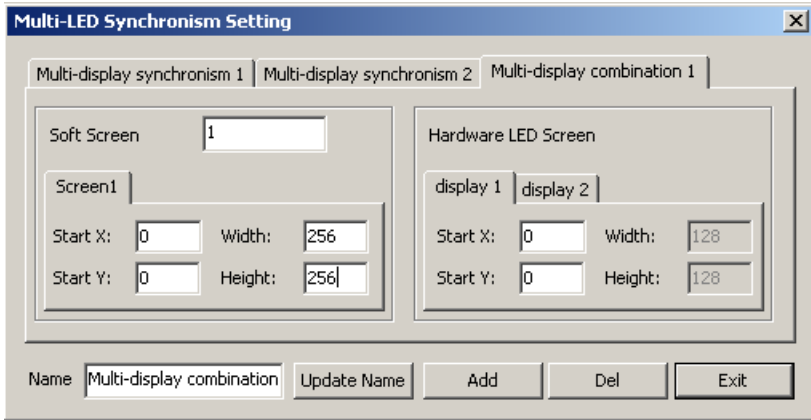 Multi-LED Synchronism Setting
Multi-display synchronism 1 Multi-display synchronism 2 Multi-display combination 1
Soft Screen 1
Screen1
Start X: 0 Width: 256
Start Y: 0 Height: 256
Hardware LED Screen
display 1 display 2
Start X: 0 Width: 128
Start Y: 0 Height: 128
Name Multi-display combination Update Name Add Del Exit